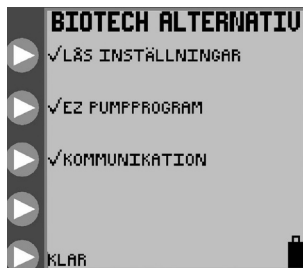 BIOTECH ALTERNATIV
✓LÅS INSTÄLLNINGAR
✓EZ PUMPPROGRAM
✓KOMMUNIKATION
KLAR